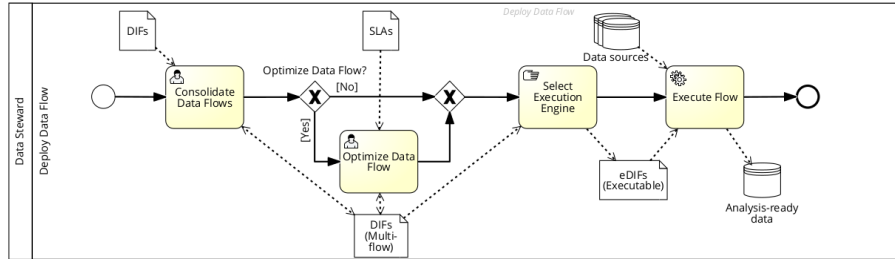 Deploy Data Flow
Data Steward
Deploy Data Flow
DIFs
SLAs
Data sources
Consolidate
Data Flows
Optimize Data Flow?
[No]
[Yes]
Optimize Data
Flow
Select
Execution
Engine
Execute Flow
DIFs
(Multi-
flow)
eDIFs
(Executable)
Analysis-ready
data